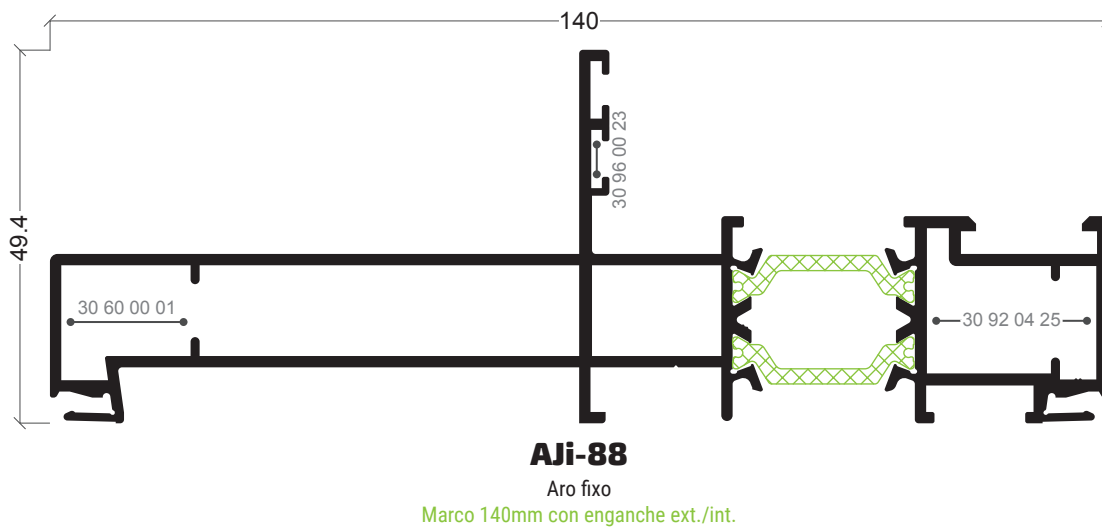 140
49.4
30 96 00 23
30 60 00 01
30 92 04 25
AJi-88
Aro fixo
Marco 140mm con enganche ext./int.